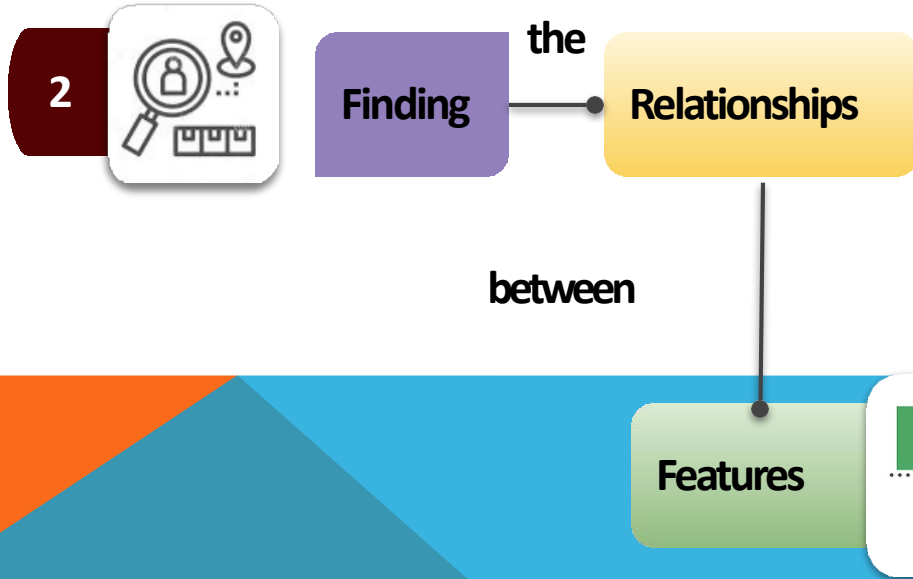 2
Finding
the
Relationships
between
Features